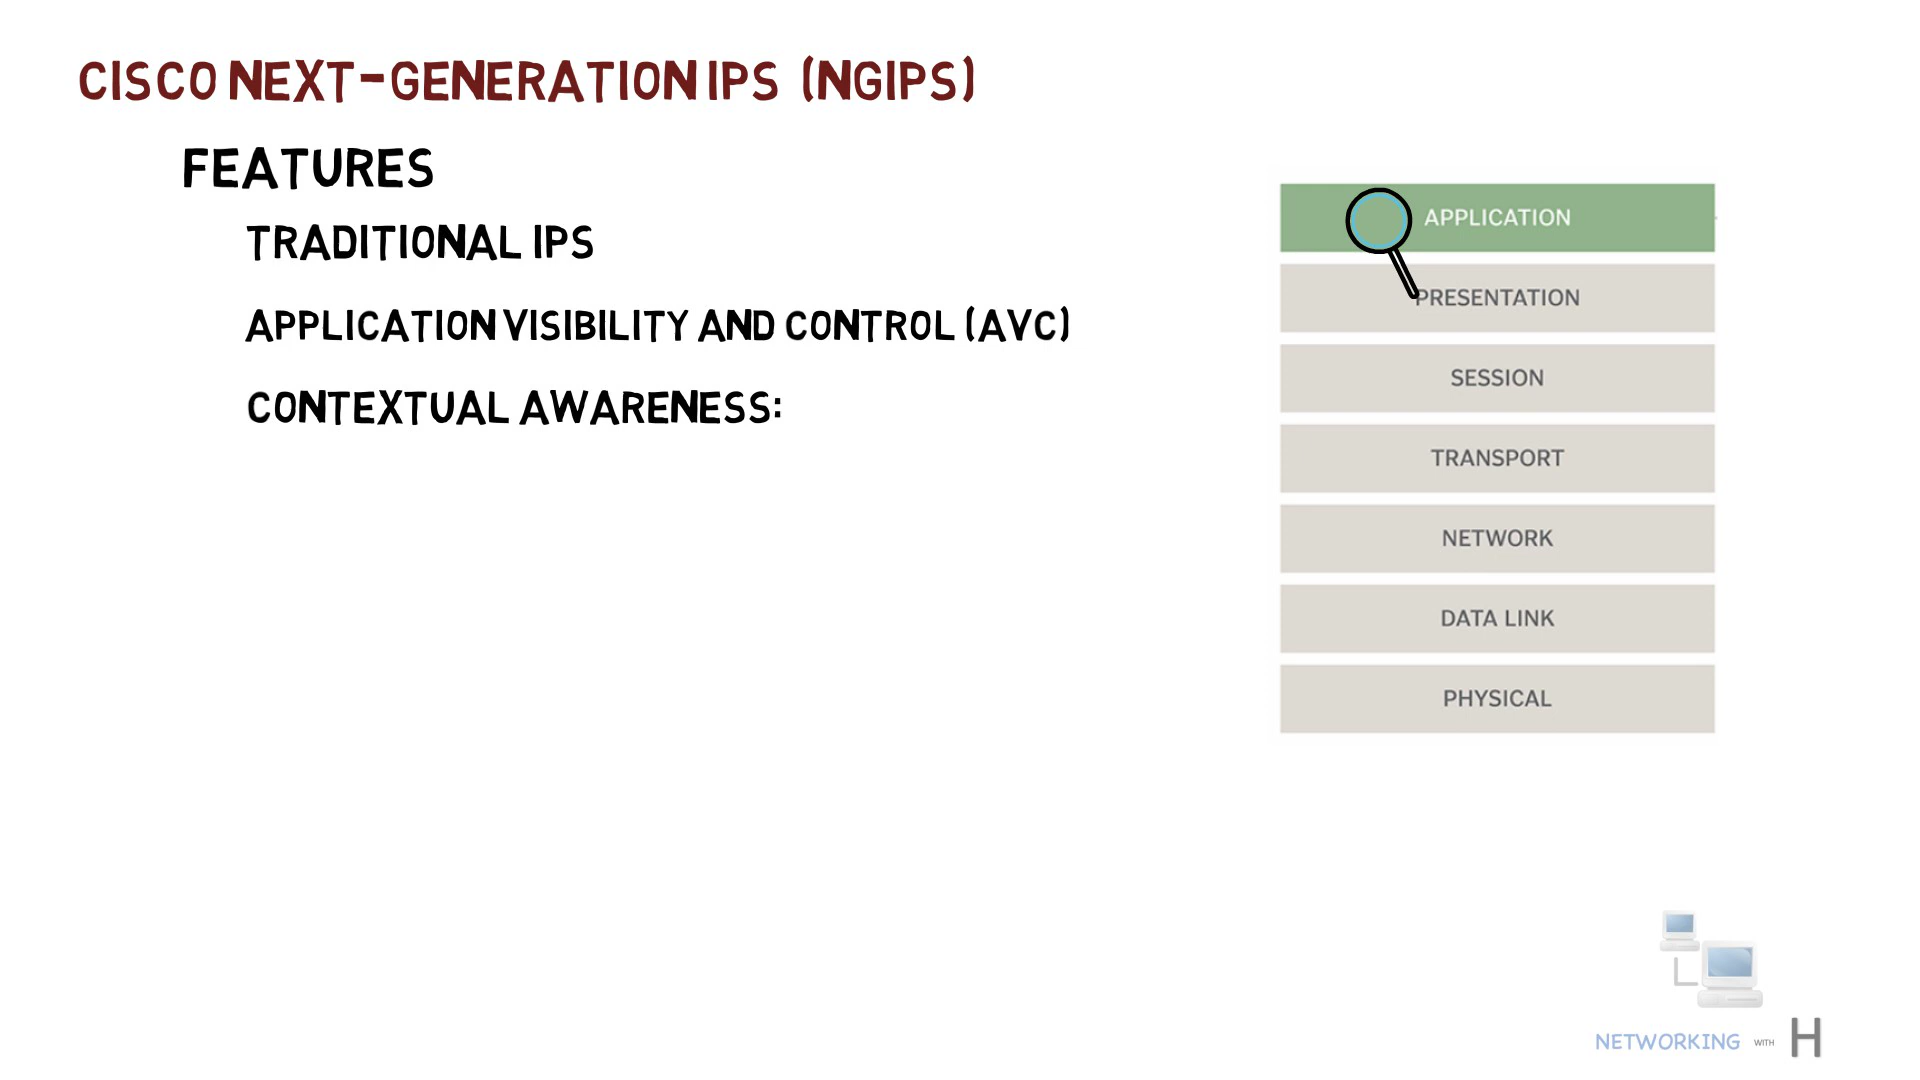 CISCO NEXT-GENERATION IPS (NGIPS)
FEATURES
TRADITIONAL IPS
APPLICATION VISIBILITY AND CONTROL (AVC)
CONTEXTUAL AWARENESS:
APPLICATION
PRESENTATION
SESSION
TRANSPORT
NETWORK
DATA LINK
PHYSICAL
NETWORKING WITH H